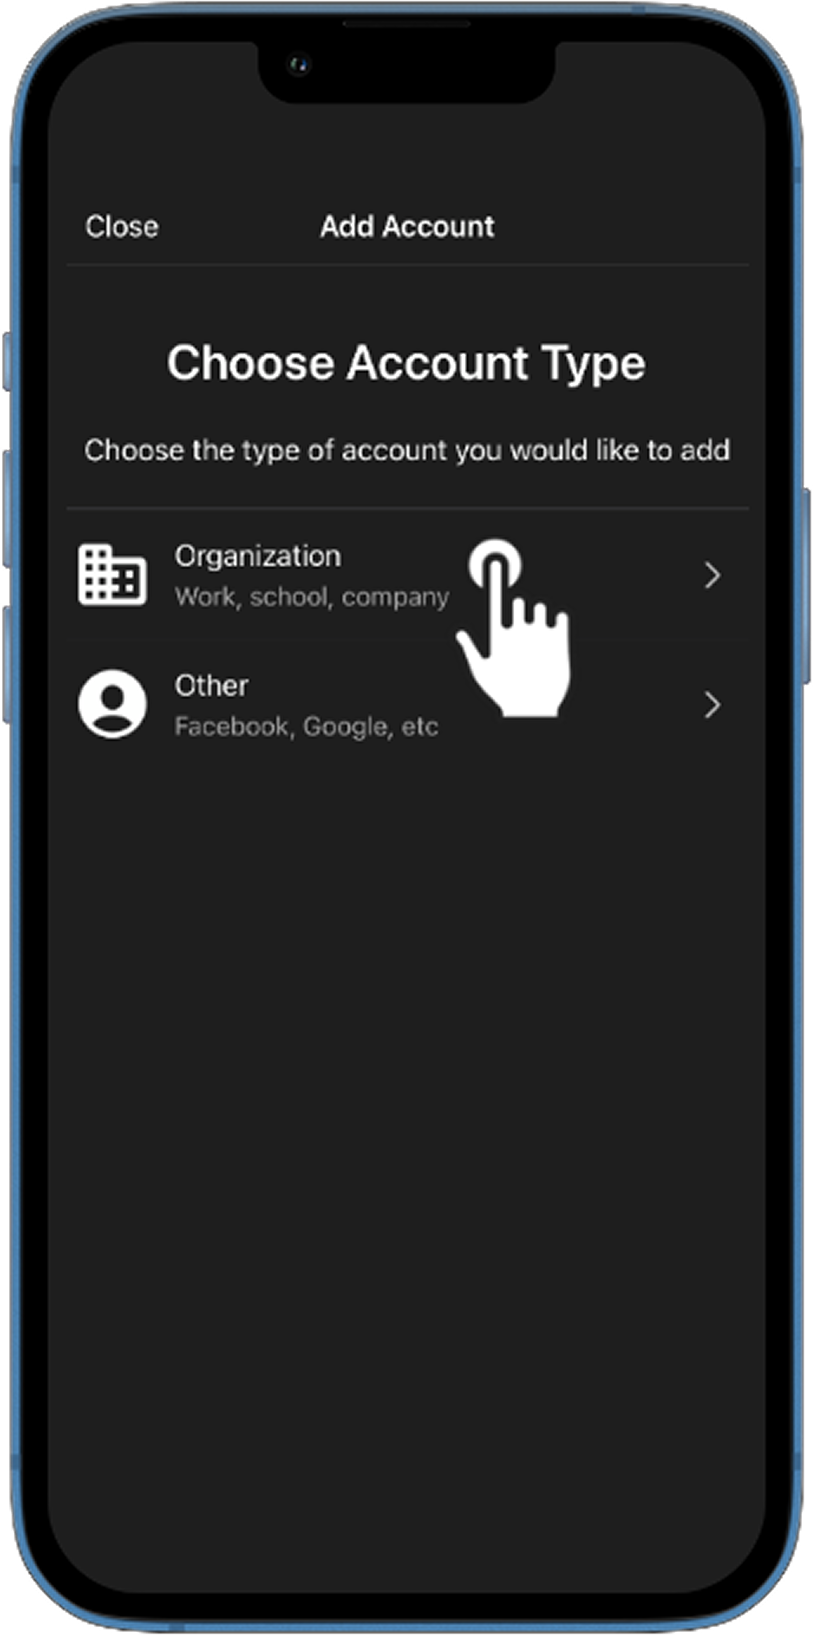 Close
Add Account
Choose Account Type
Choose the type of account you would like to add
Organization
Work, school, company
Other
Facebook, Google, etc